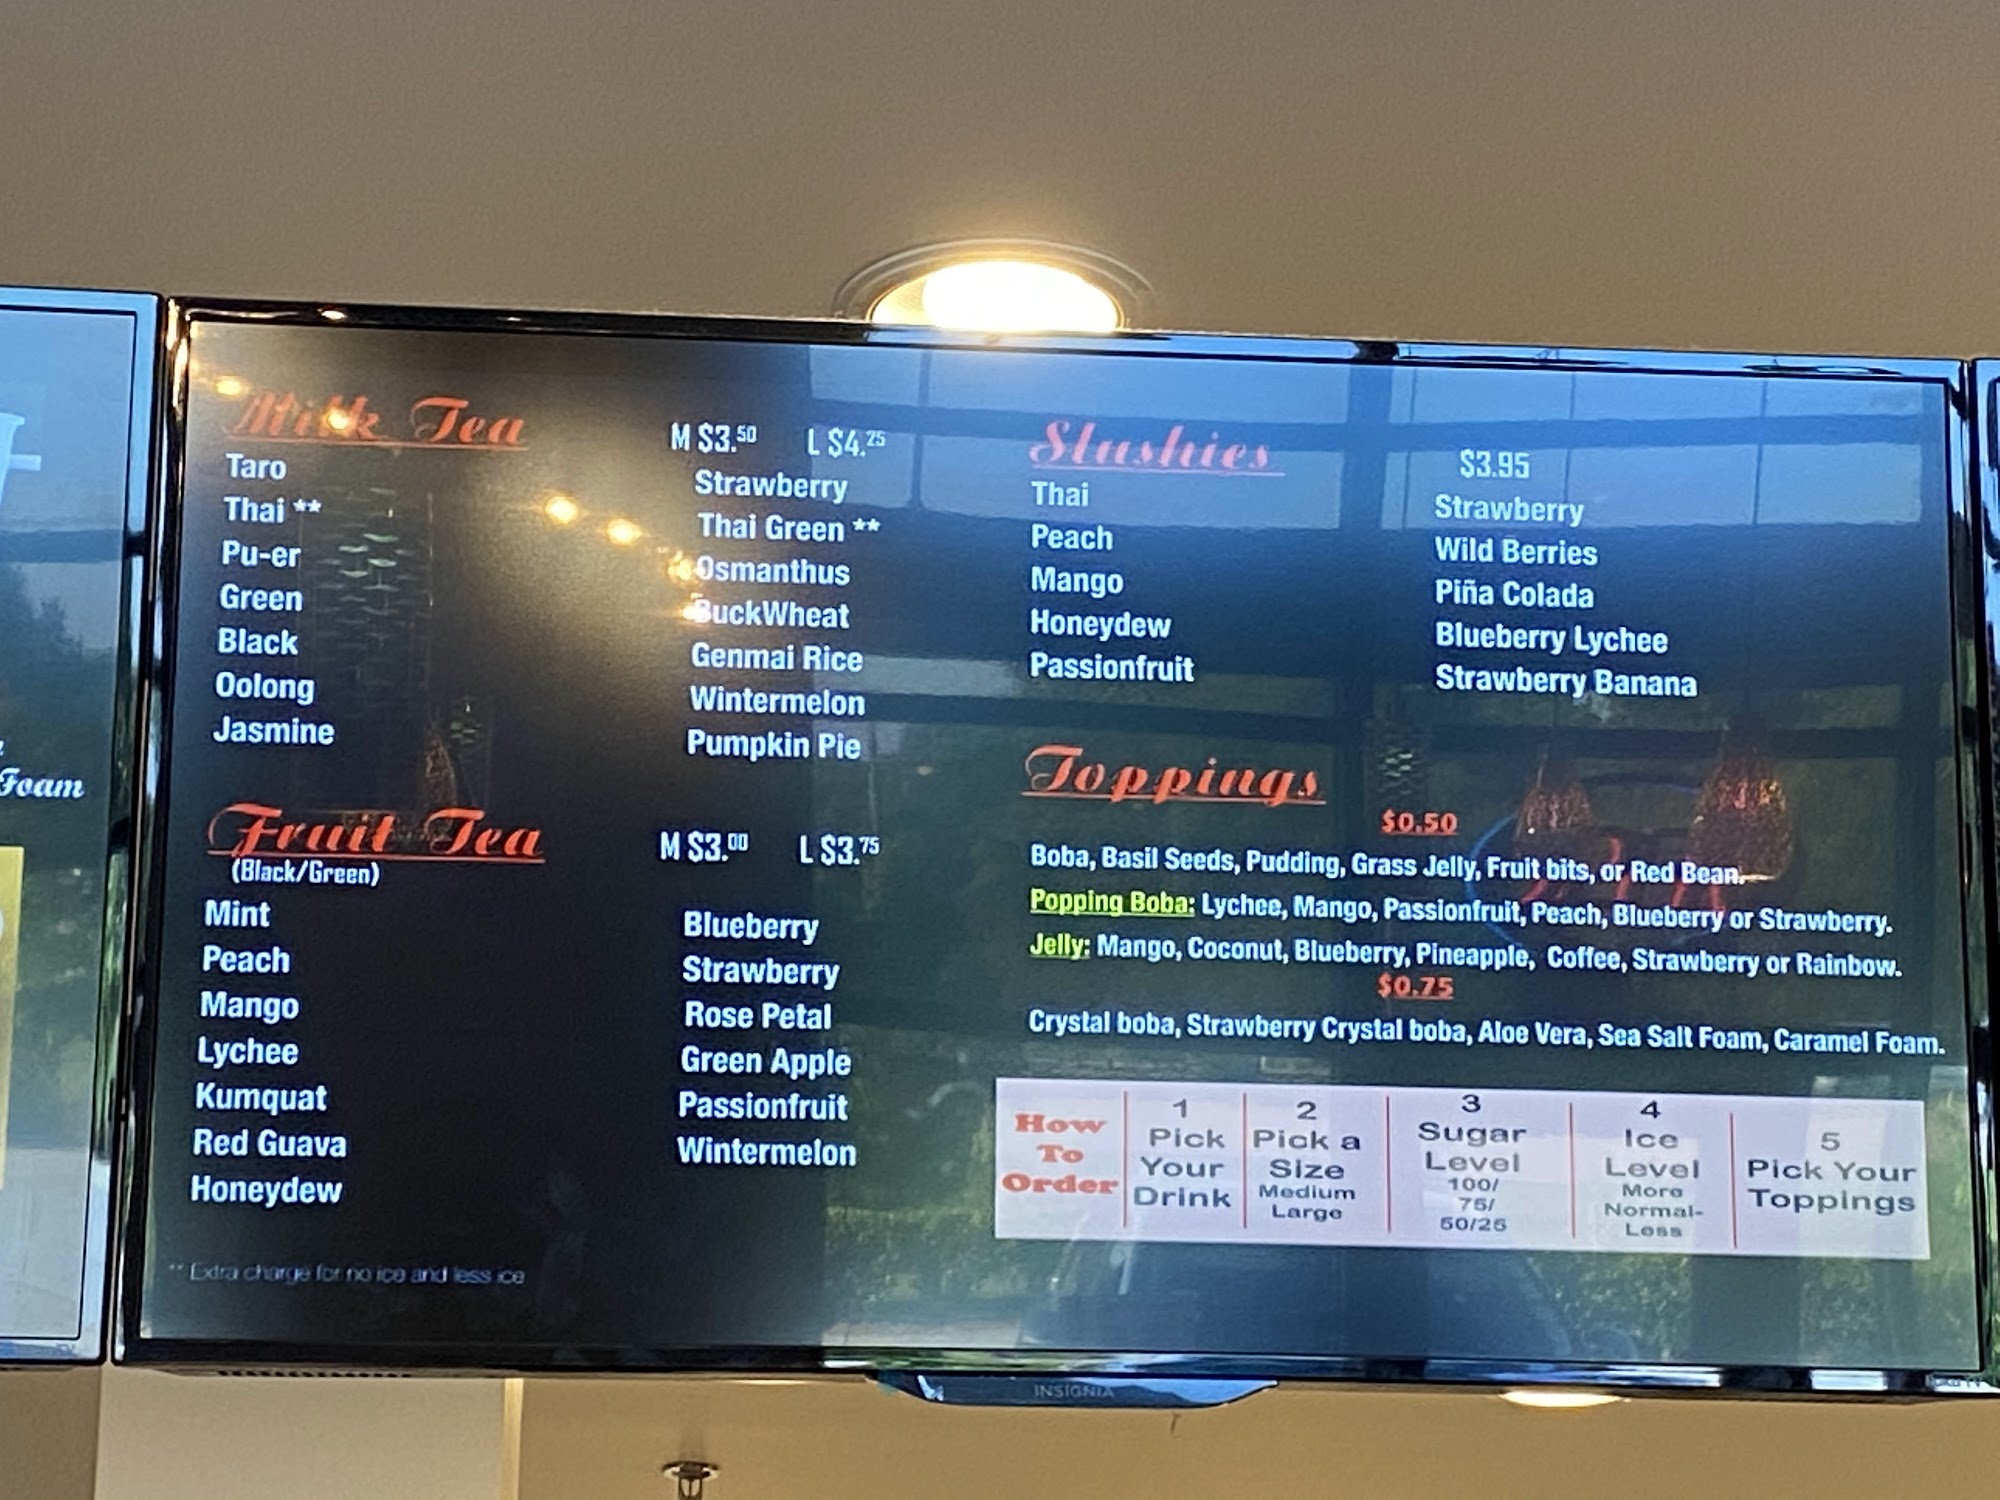 Foam
Milk Tea
M $3.50 L $4.25
Taro
Thai **
Pu-er
Green
Black
Oolong
Jasmine
Strawberry
Thai Green **
Osmanthus
BuckWheat
Genmai Rice
Wintermelon
Pumpkin Pie
Fruit Tea
(Black/Green)
M $3.00 L $3.75
Mint
Peach
Mango
Lychee
Kumquat
Red Guava
Honeydew
Blueberry
Strawberry
Rose Petal
Green Apple
Passionfruit
Wintermelon
** Extra charge for no ice and less ice
Slushies
$3.95
Thai
Peach
Mango
Honeydew
Passionfruit
Strawberry
Wild Berries
Piña Colada
Blueberry Lychee
Strawberry Banana
Toppings
$0.50
Boba, Basil Seeds, Pudding, Grass Jelly, Fruit bits, or Red Bean.
Popping Boba: Lychee, Mango, Passionfruit, Peach, Blueberry or Strawberry.
Jelly: Mango, Coconut, Blueberry, Pineapple, Coffee, Strawberry or Rainbow.
$0.75
Crystal boba, Strawberry Crystal boba, Aloe Vera, Sea Salt Foam, Caramel Foam.
How
To
Order
1
Pick
Your
Drink
2
Pick a
Size
Medium
Large
3
Sugar
Level
100/
75/
50/25
4
Ice
Level
More
Normal-
Less
5
Pick Your
Toppings
INSIGNIA